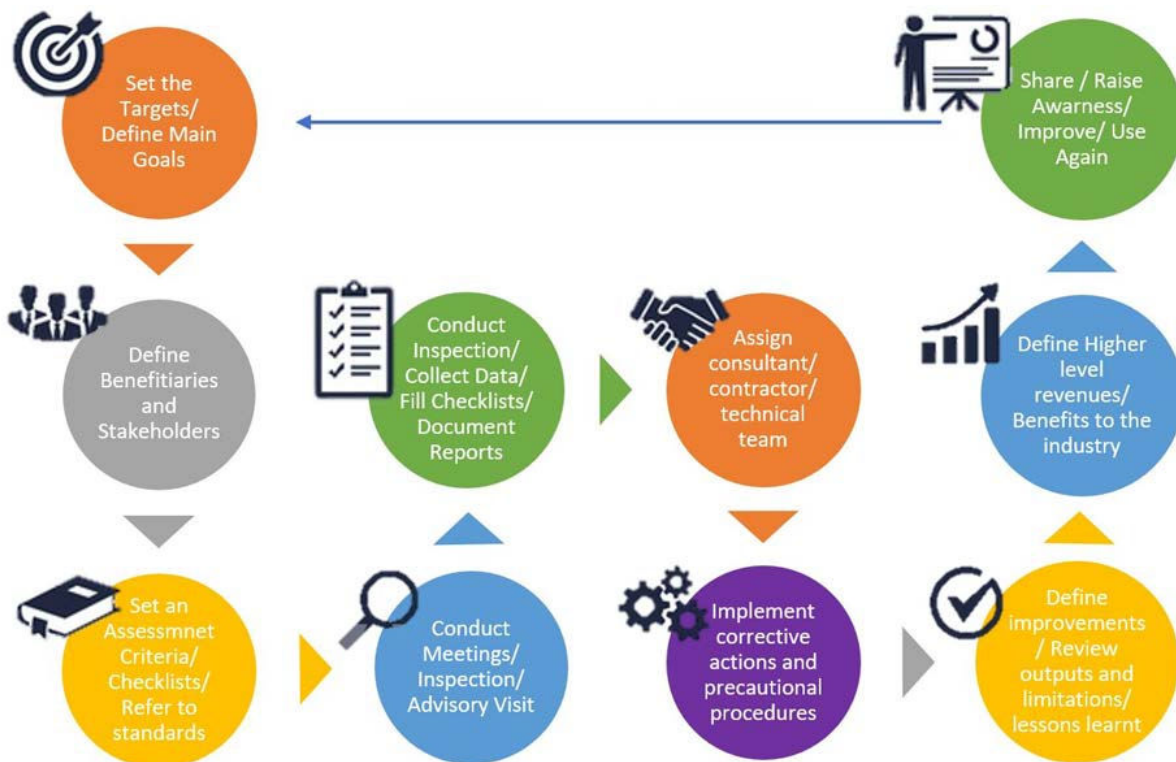 Set the
Targets/
Define Main
Goals
Define
Benefitiaries
and
Stakeholders
Set an
Assessmnet
Criteria/
Checklists/
Refer to
standards
Conduct
Meetings/
Inspection/
Advisory Visit
Conduct
Inspection/
Collect Data/
Fill Checklists/
Document
Reports
Assign
consultant/
contractor/
technical
team
Implement
corrective
actions and
precautional
procedures
Define
improvements
/ Review
outputs and
limitations/
lessons learnt
Define Higher
level
revenues/
Benefits to the
industry
Share / Raise
Awarness/
Improve/ Use
Again